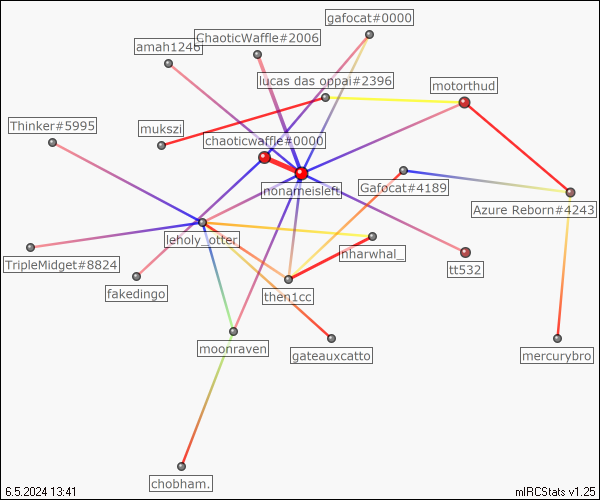 gafocat#0000
ChaoticWaffle#2006
amah1246
lucas das oppai#2396
motorthud
Thinker#5995
mukszi
chaoticwaffle#0000
nonameisleft
Gafocat#4189
Azure Reborn#4243
leholy_otter
nharwhal_
TripleMidget#8824
tt532
fakedingo
then1cc
moonraven
gateauxcatto
mercurybro
chobham.
6.5.2024 13:41
mIRCStats v1.25